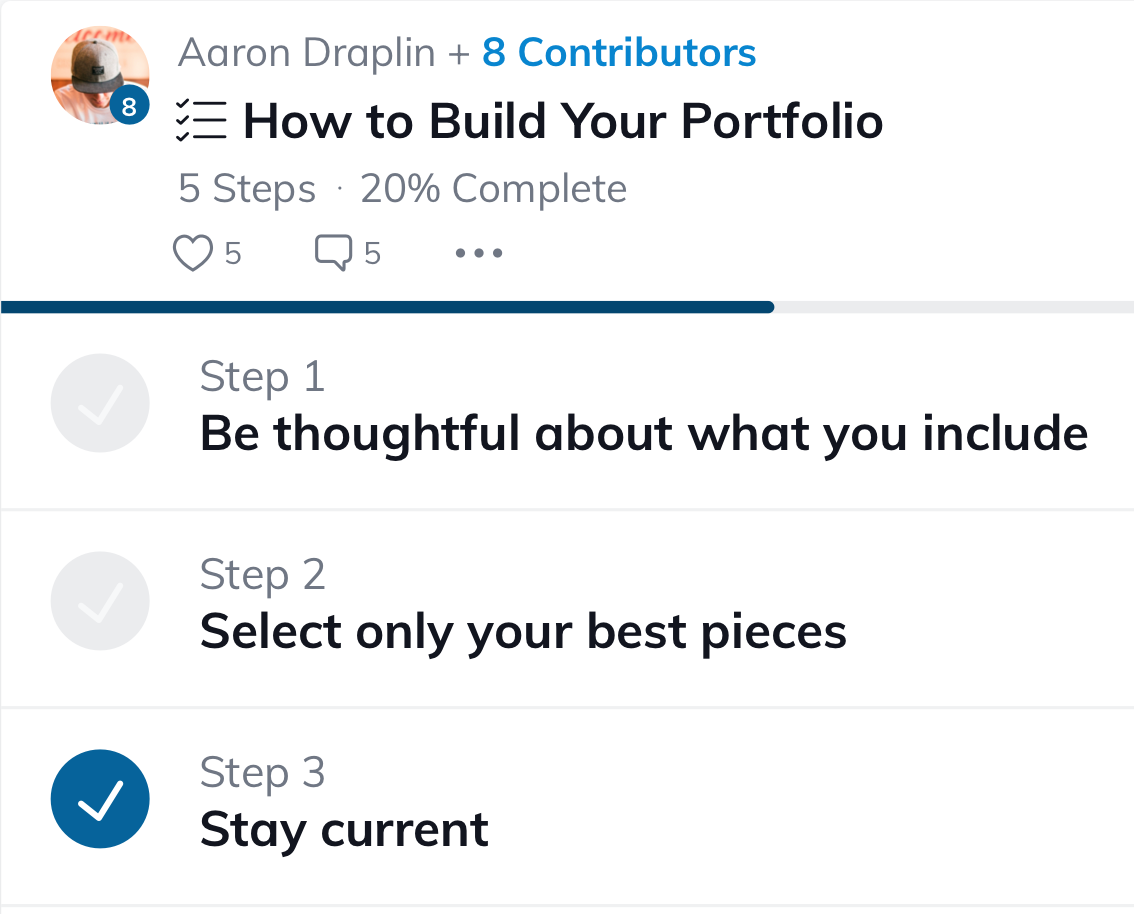 Aaron Draplin + 8 Contributors
8
How to Build Your Portfolio
5 Steps · 20% Complete
5 5
Step 1
Be thoughtful about what you include
Step 2
Select only your best pieces
Step 3
Stay current